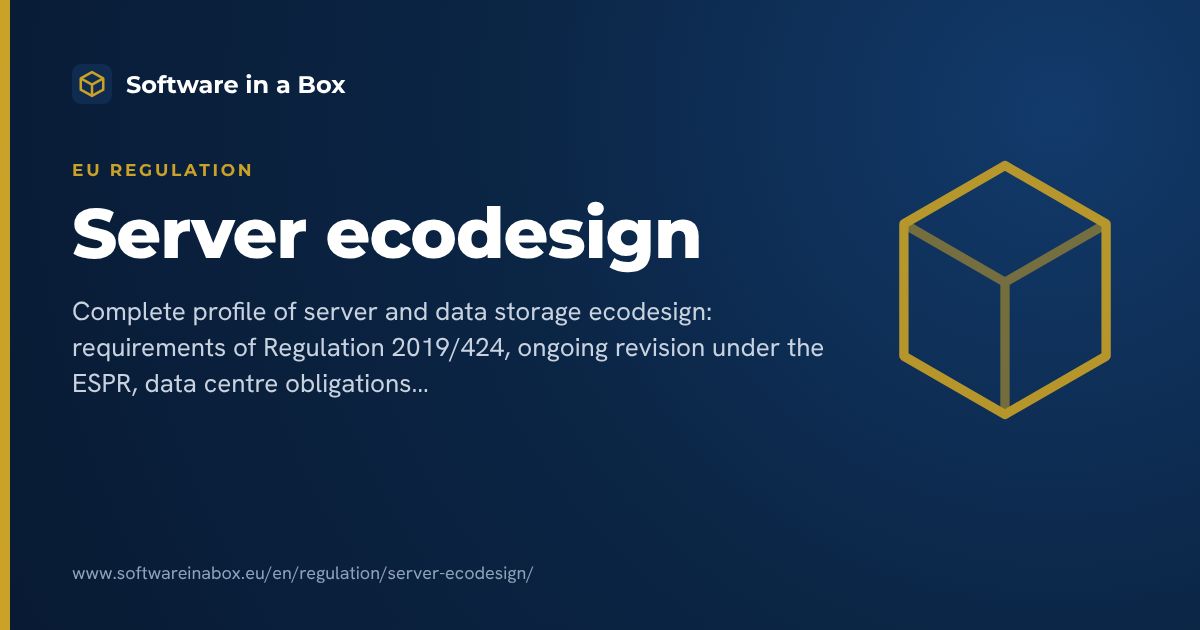 Software in a Box
EU REGULATION
Server ecodesign
Complete profile of server and data storage ecodesign:
requirements of Regulation 2019/424, ongoing revision under the
ESPR, data centre obligations…
www.softwareinabox.eu/en/regulation/server-ecodesign/